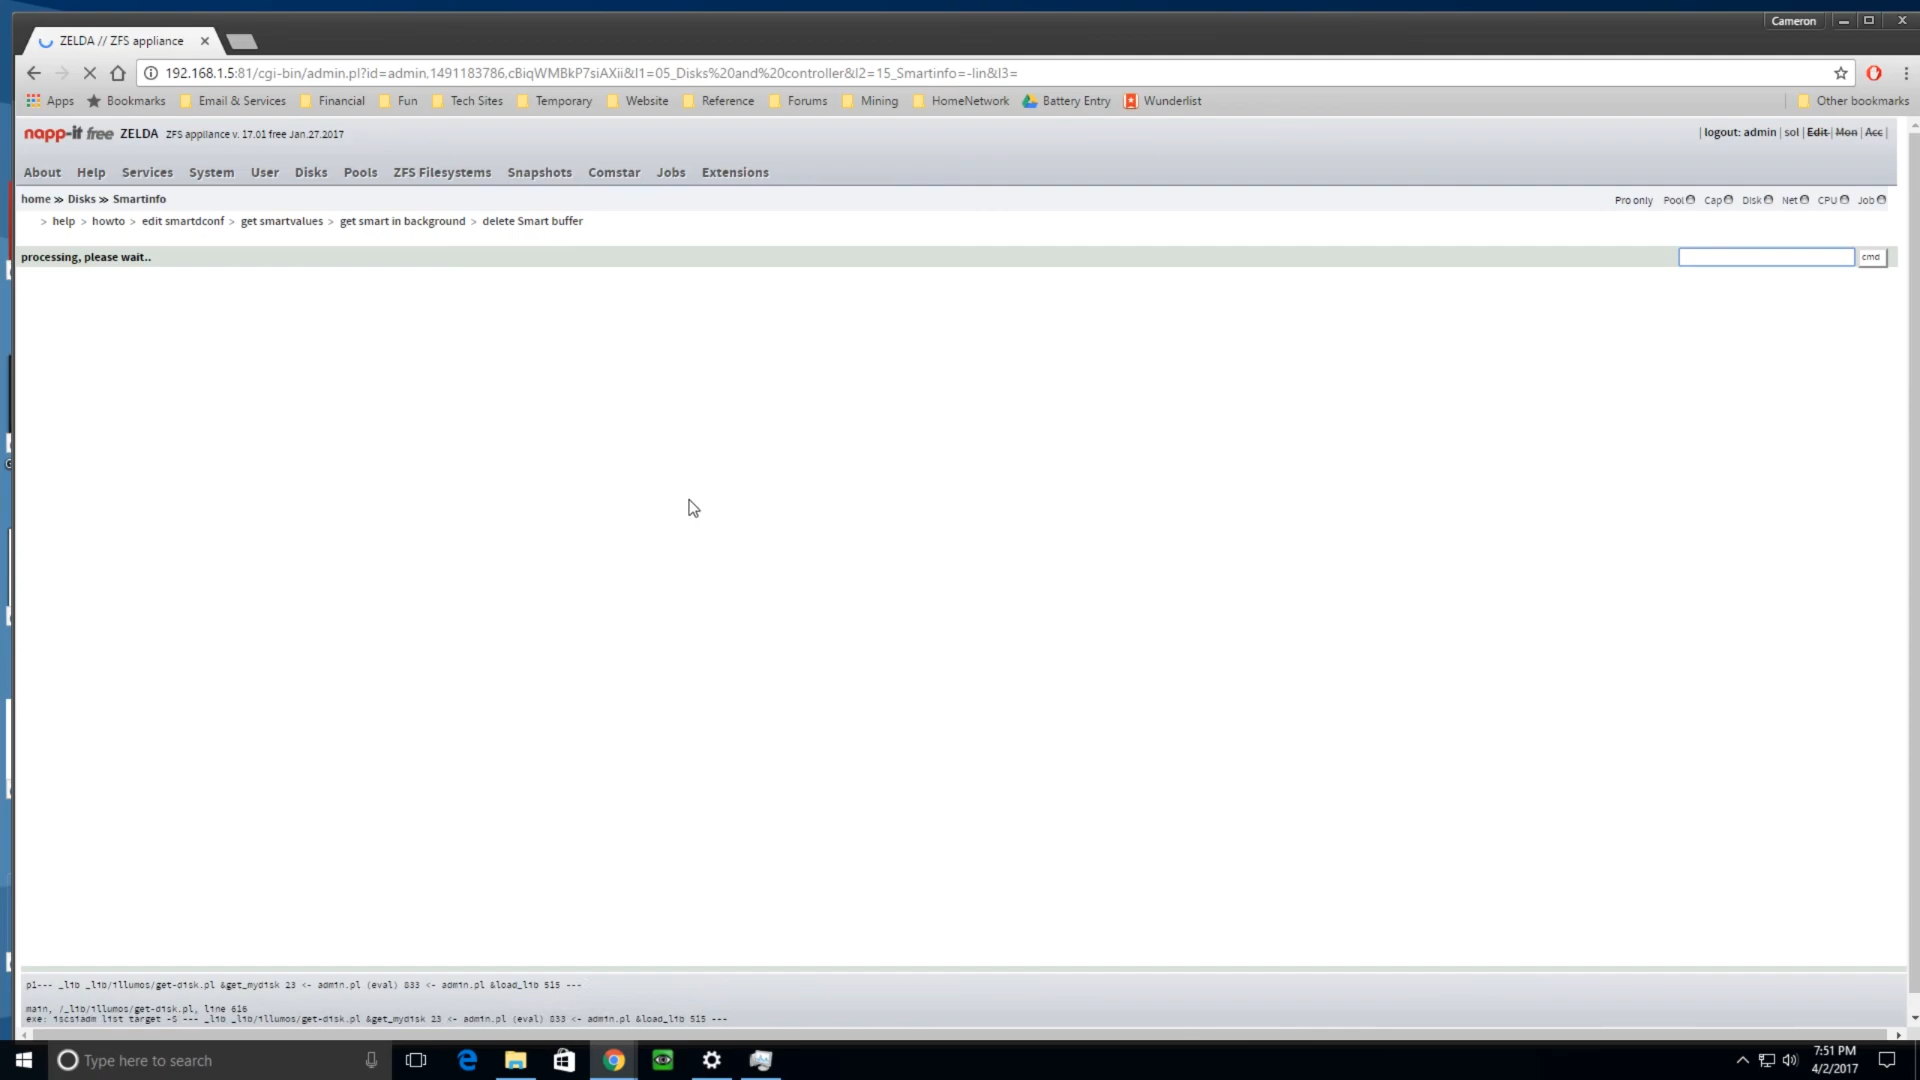 Cameron
ZELDA // ZFS appliance
192.168.1.5:81/cgi-bin/admin.pl?id=admin,1491183786,cBiqWMBkP7siAXii&l1=05_Disks%20and%20controller&l2=15_Smartinfo=-lin&l3=
Apps Bookmarks Email & Services Financial Fun Tech Sites Temporary Website Reference Forums Mining HomeNetwork Battery Entry Wunderlist Other bookmarks
napp-it free ZELDA ZFS appliance v. 17.01 free Jan.27.2017 | logout: admin | sol | Edit | Mon | Acc |
About Help Services System User Disks Pools ZFS Filesystems Snapshots Comstar Jobs Extensions
home » Disks » Smartinfo Pro only Pool Cap Disk Net CPU Job
> help > howto > edit smartdconf > get smartvalues > get smart in background > delete Smart buffer
processing, please wait.. cmd
pl--- _lib _lib/illumos/get-disk.pl &get_mydisk 23 <- admin.pl (eval) 833 <- admin.pl &load_lib 515 ---
main, /_lib/illumos/get-disk.pl, line 616
exe: iscsiadm list target -S --- _lib _lib/illumos/get-disk.pl &get_mydisk 23 <- admin.pl (eval) 833 <- admin.pl &load_lib 515 ---
Type here to search
7:51 PM
4/2/2017